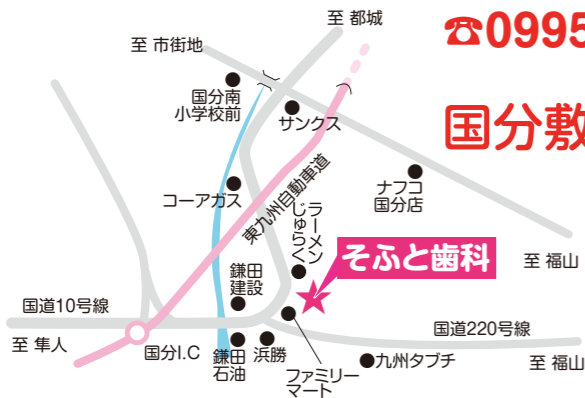 至 都城
☎0995
至 市街地
国分南
小学校前
サンクス
国分敷
コーアガス
東九州自動車道
ナフコ
国分店
ラーメン
じゅらく
そふと歯科
至 福山
鎌田
建設
国道10号線
国道220号線
至 隼人
国分I.C
鎌田
石油
浜勝
ファミリー
マート
九州タブチ
至 福山